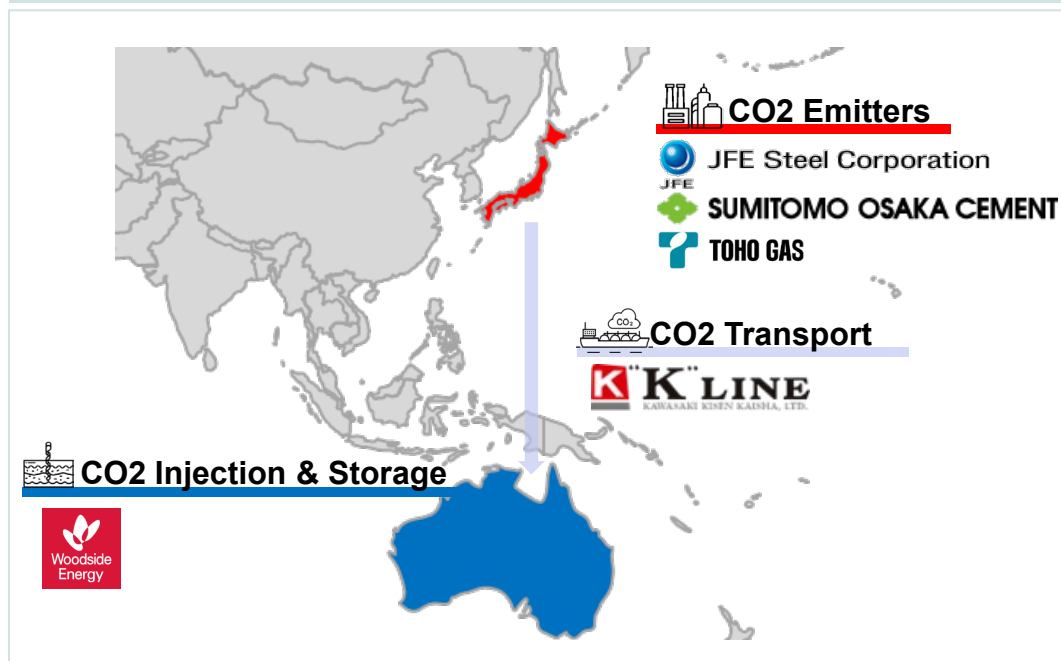 CO2 Emitters
JFE Steel Corporation
JFE
SUMITOMO OSAKA CEMENT
TOHO GAS
CO₂
CO2 Transport
K "K" LINE
KAWASAKI KISEN KAISHA, LTD.
CO2 Injection & Storage
Woodside
Energy